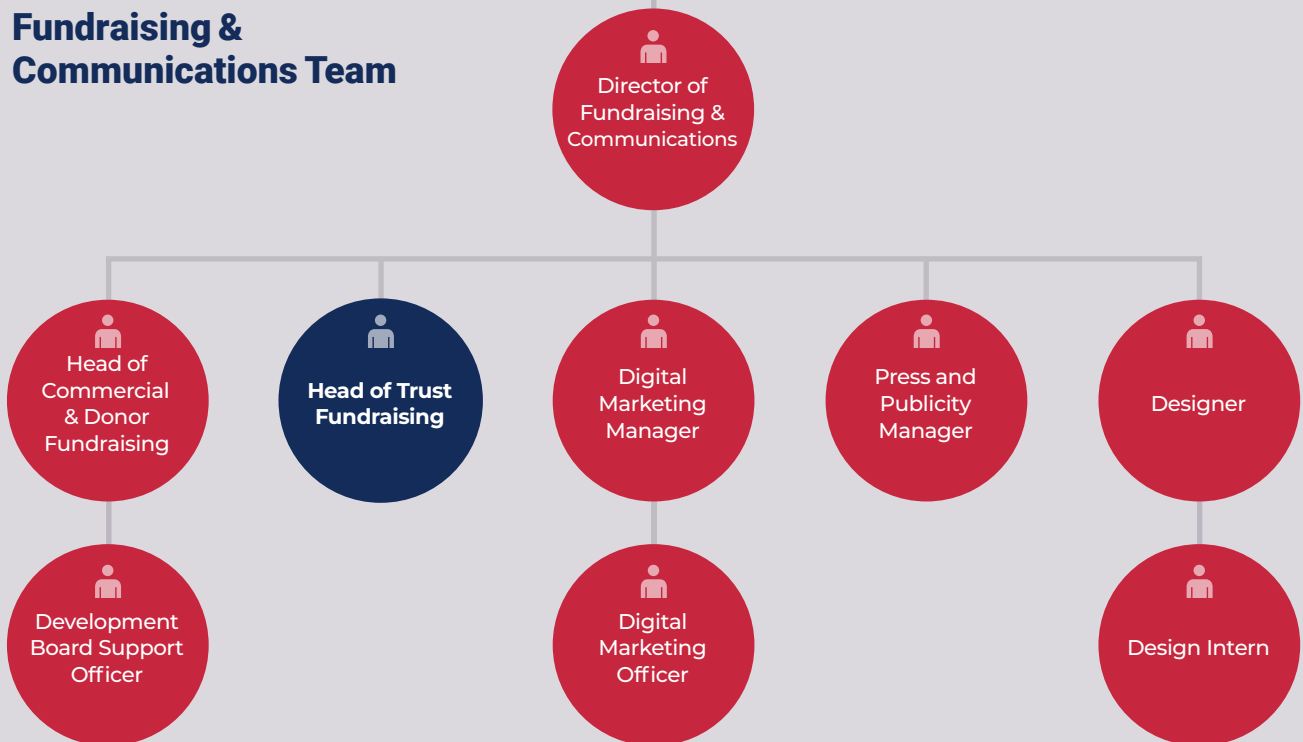 Fundraising &
Communications Team
Director of
Fundraising &
Communications
Head of
Commercial
& Donor
Fundraising
Head of Trust
Fundraising
Digital
Marketing
Manager
Press and
Publicity
Manager
Designer
Development
Board Support
Officer
Digital
Marketing
Officer
Design Intern